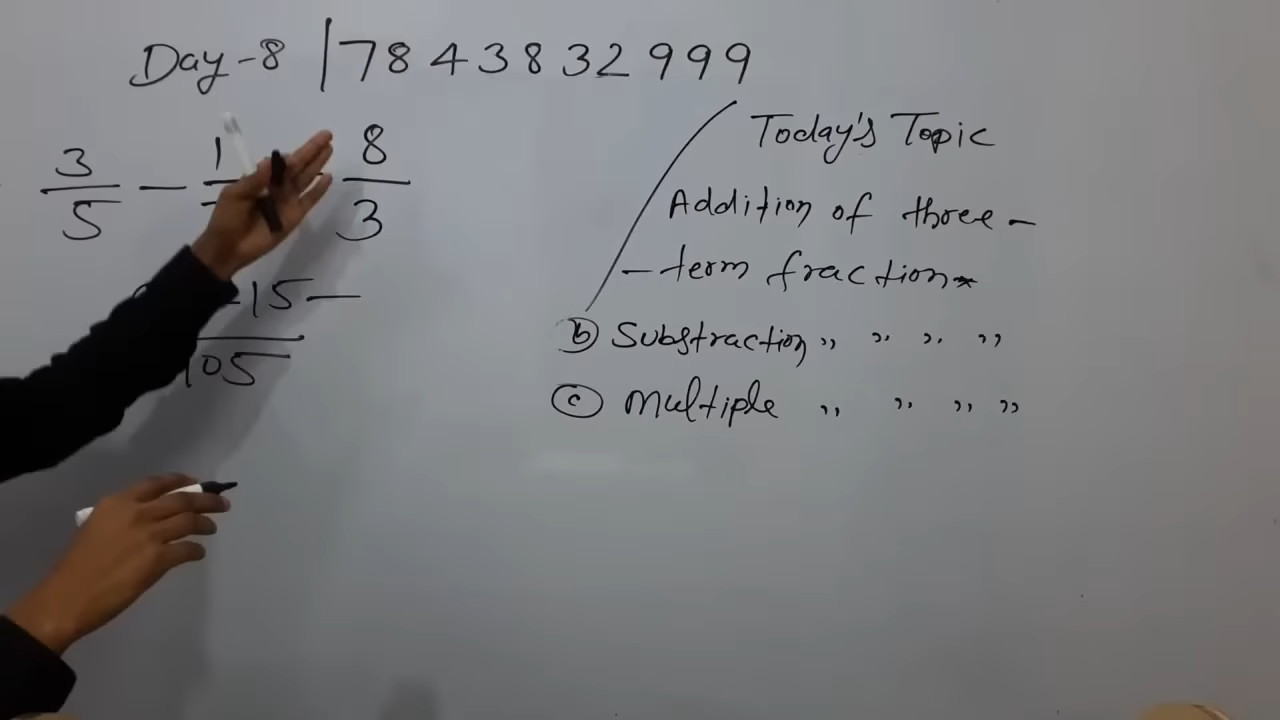 Day-8 | 7843832999
Today's Topic
Addition of three-
-term fraction
ⓑ Substraction ,, ,, ,, ,,
ⓒ multiple ,, ,, ,, ,,
3 1 8
— — —
5 3
-15-
105